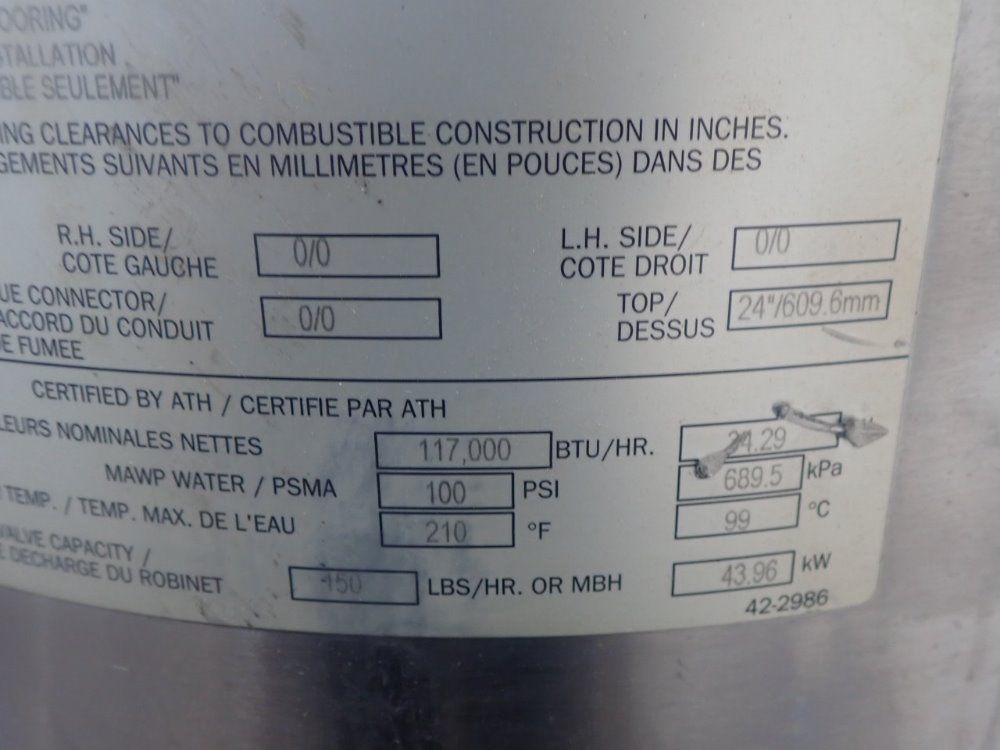 OORING"
STALLATION
BLE SEULEMENT"
ING CLEARANCES TO COMBUSTIBLE CONSTRUCTION IN INCHES.
GEMENTS SUIVANTS EN MILLIMETRES (EN POUCES) DANS DES
R.H. SIDE/ 0/0 L.H. SIDE/ 0/0
COTE GAUCHE COTE DROIT
UE CONNECTOR/ 0/0 TOP/ 24"/609.6mm
ACCORD DU CONDUIT DESSUS
E FUMEE
CERTIFIED BY ATH / CERTIFIE PAR ATH
LEURS NOMINALES NETTES 117,000 BTU/HR.
MAWP WATER / PSMA 100 PSI 689.5 kPa
TEMP. / TEMP. MAX. DE L'EAU 210 °F 99 °C
VALVE CAPACITY /
DECHARGE DU ROBINET 150 LBS/HR. OR MBH 43.96 kW
42-2986